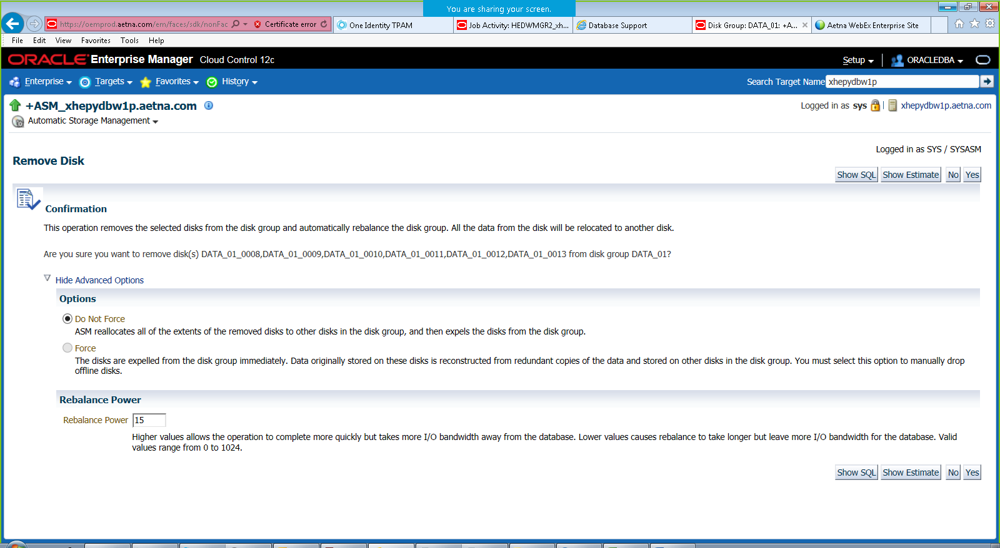 You are sharing your screen.
https://oemprod.aetna.com/em/faces/sdk/nonFac Certificate error One Identity TPAM Job Activity: HEDWMGR2_xh... Database Support Disk Group: DATA_01: +A... Aetna WebEx Enterprise Site
File Edit View Favorites Tools Help
ORACLE Enterprise Manager Cloud Control 12c Setup ORACLEDBA
Enterprise Targets Favorites History Search Target Name xhepydbw1p
+ASM_xhepydbw1p.aetna.com Logged in as sys xhepydbw1p.aetna.com
Automatic Storage Management
Logged in as SYS / SYSASM
Remove Disk
Show SQL Show Estimate No Yes
Confirmation
This operation removes the selected disks from the disk group and automatically rebalance the disk group. All the data from the disk will be relocated to another disk.
Are you sure you want to remove disk(s) DATA_01_0008,DATA_01_0009,DATA_01_0010,DATA_01_0011,DATA_01_0012,DATA_01_0013 from disk group DATA_01?
Hide Advanced Options
Options
Do Not Force
ASM reallocates all of the extents of the removed disks to other disks in the disk group, and then expels the disks from the disk group.
Force
The disks are expelled from the disk group immediately. Data originally stored on these disks is reconstructed from redundant copies of the data and stored on other disks in the disk group. You must select this option to manually drop
offline disks.
Rebalance Power
Rebalance Power 15
Higher values allows the operation to complete more quickly but takes more I/O bandwidth away from the database. Lower values causes rebalance to take longer but leave more I/O bandwidth for the database. Valid
values range from 0 to 1024.
Show SQL Show Estimate No Yes